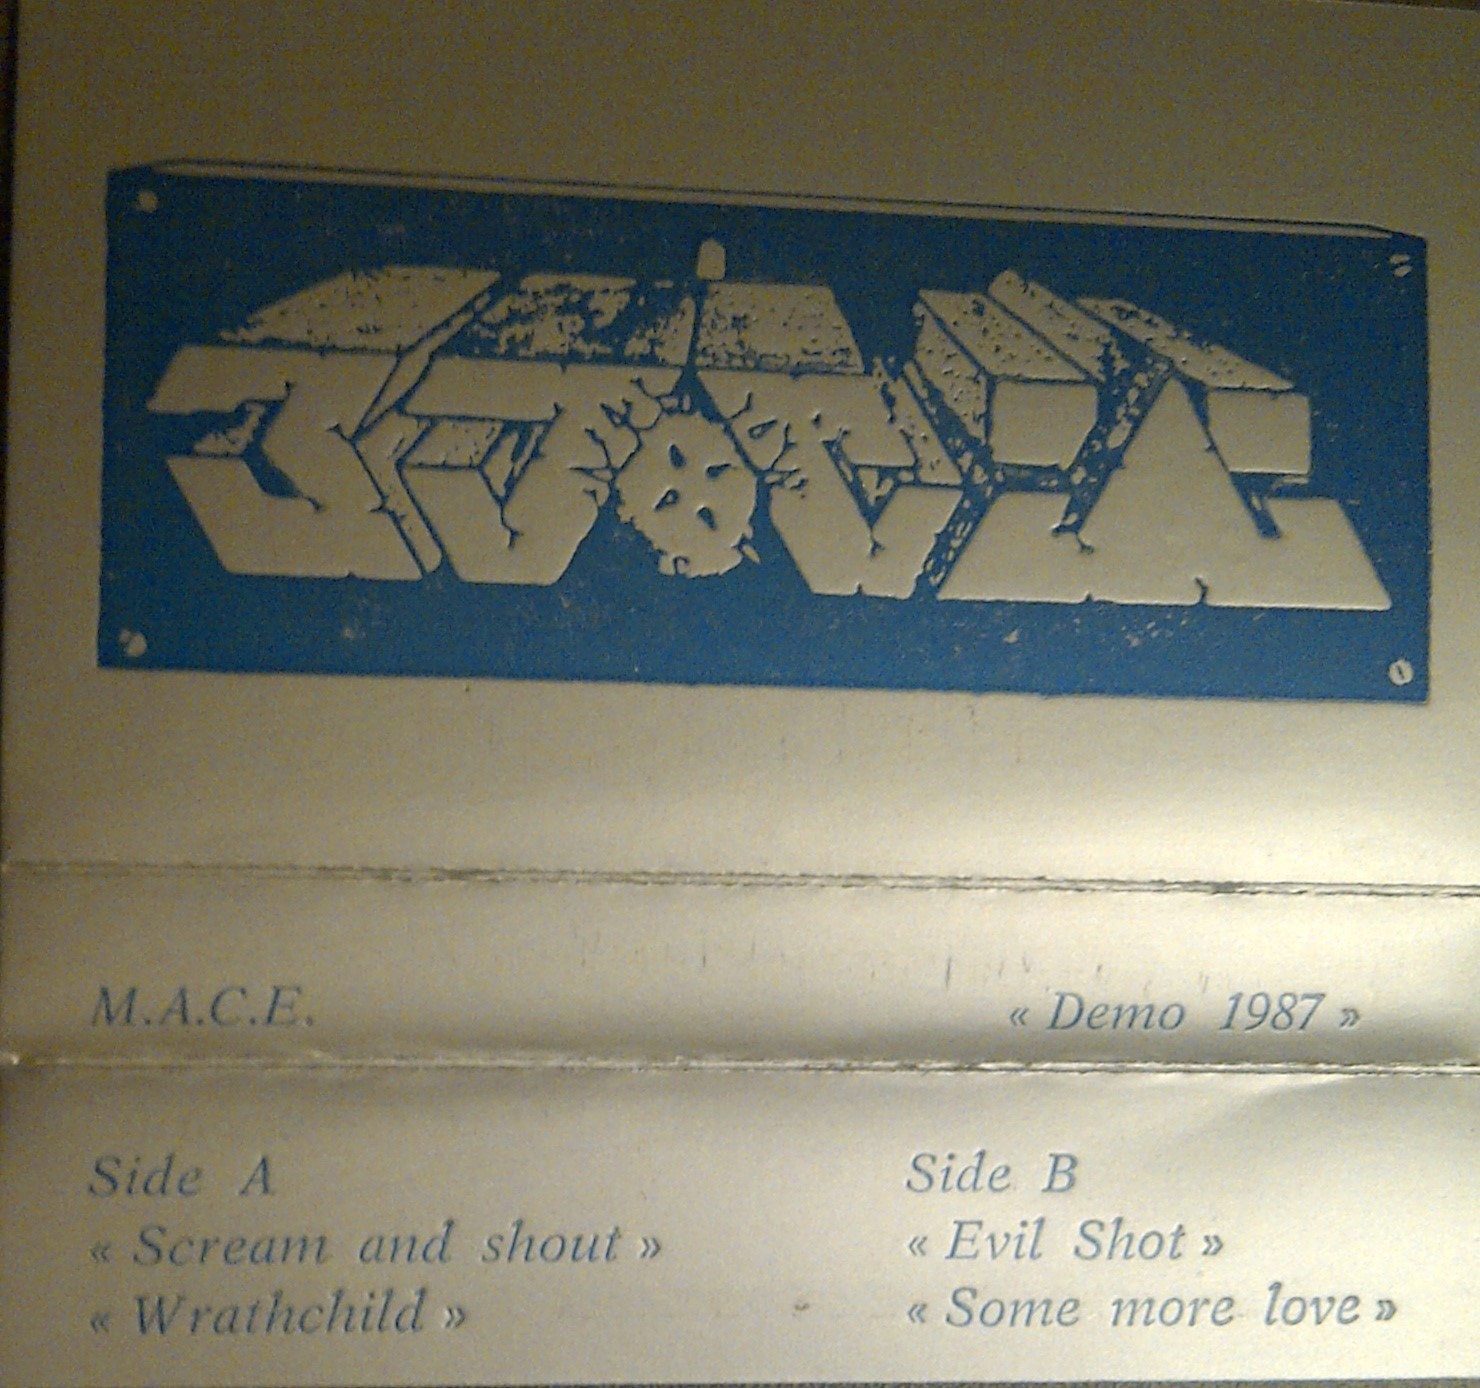 M.A.C.E.
« Demo 1987 »
Side A
« Scream and shout »
« Wrathchild »
Side B
« Evil Shot »
« Some more love »